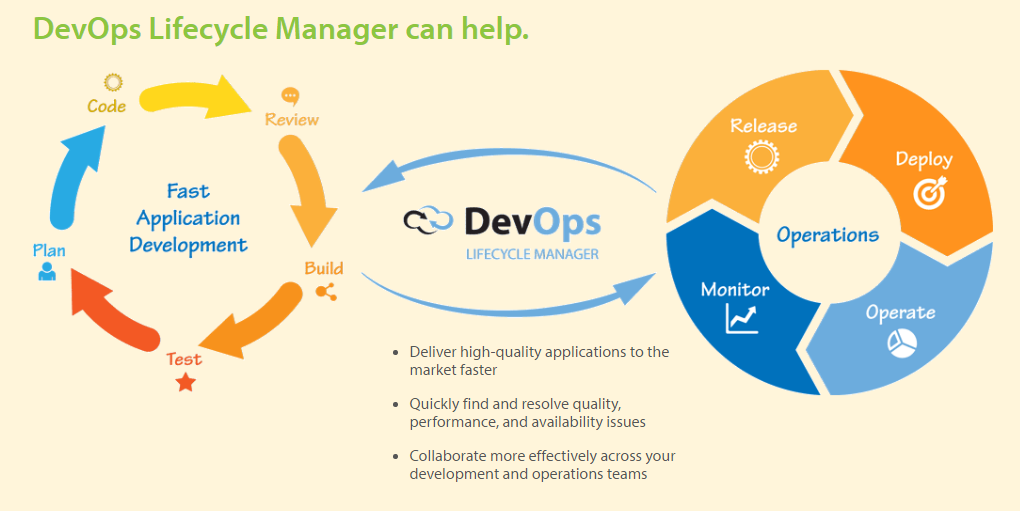 DevOps Lifecycle Manager can help.
Code
Review
Fast
Application
Development
Plan
Build
Test
DevOps
LIFECYCLE MANAGER
Release
Deploy
Operations
Monitor
Operate
• Deliver high-quality applications to the
market faster
• Quickly find and resolve quality,
performance, and availability issues
• Collaborate more effectively across your
development and operations teams